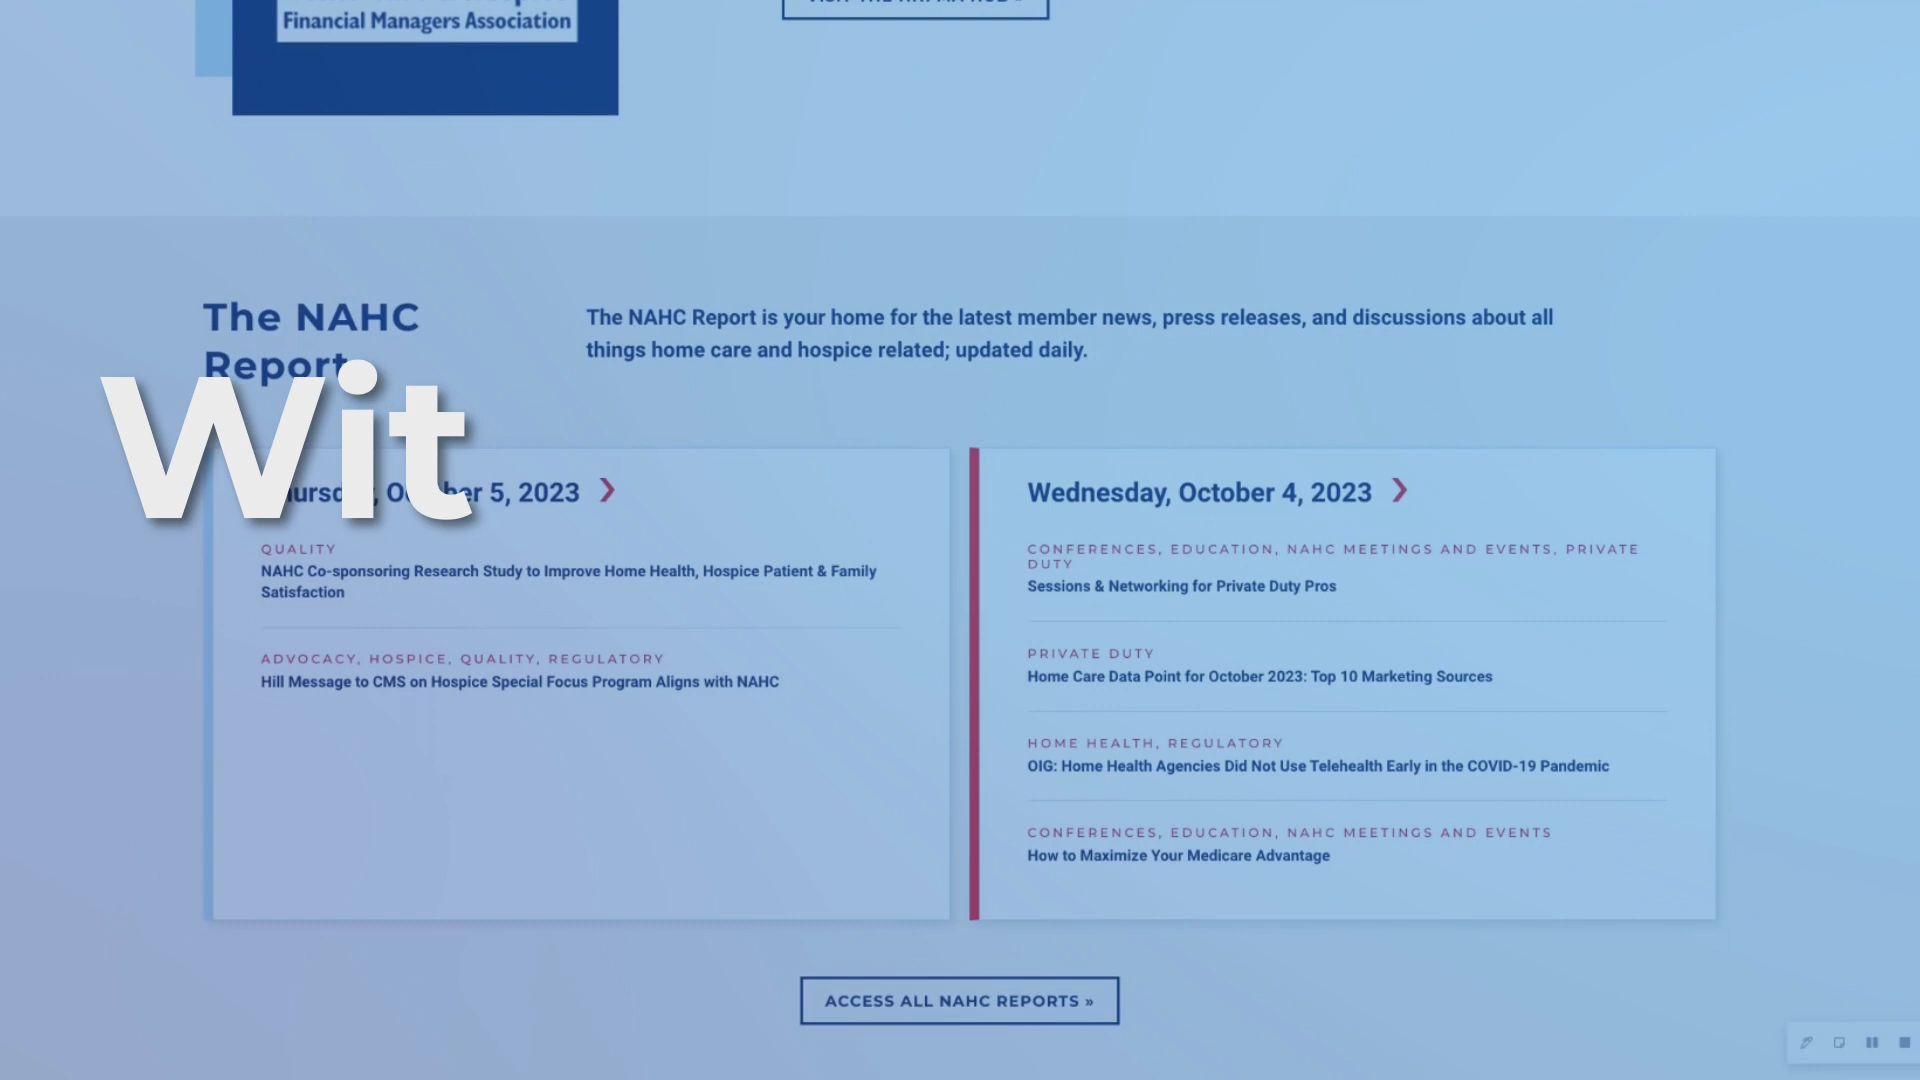 Financial Managers Association
The NAHC
Report
The NAHC Report is your home for the latest member news, press releases, and discussions about all
things home care and hospice related; updated daily.
Wit
5, 2023
QUALITY
NAHC Co-sponsoring Research Study to Improve Home Health, Hospice Patient & Family
Satisfaction
ADVOCACY, HOSPICE, QUALITY, REGULATORY
Hill Message to CMS on Hospice Special Focus Program Aligns with NAHC
Wednesday, October 4, 2023
CONFERENCES, EDUCATION, NAHC MEETINGS AND EVENTS, PRIVATE
DUTY
Sessions & Networking for Private Duty Pros
PRIVATE DUTY
Home Care Data Point for October 2023: Top 10 Marketing Sources
HOME HEALTH, REGULATORY
OIG: Home Health Agencies Did Not Use Telehealth Early in the COVID-19 Pandemic
CONFERENCES, EDUCATION, NAHC MEETINGS AND EVENTS
How to Maximize Your Medicare Advantage
ACCESS ALL NAHC REPORTS »